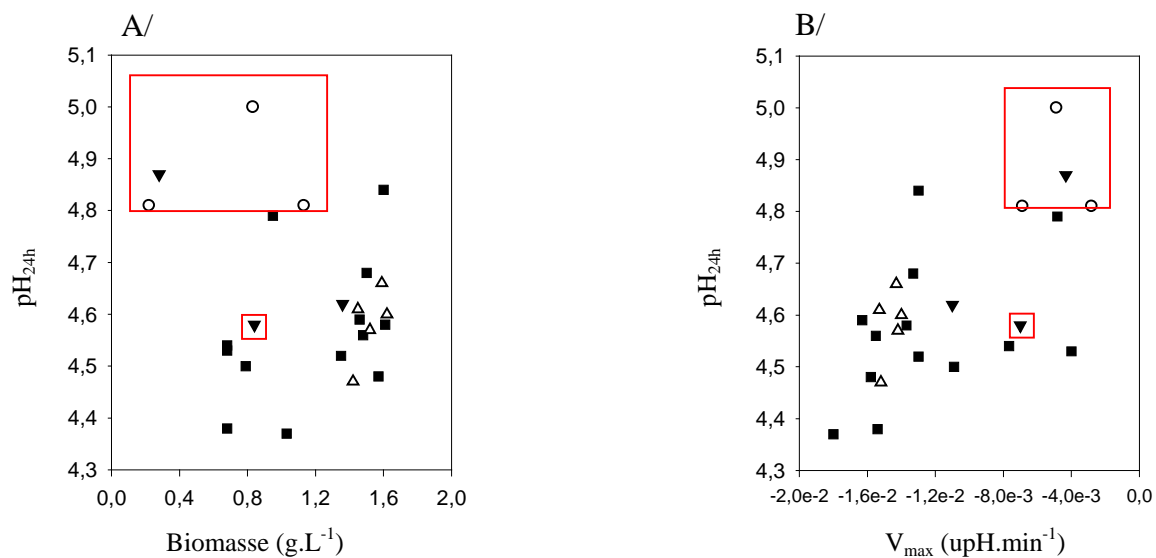 A/
5,1
5,0
4,9
4,8
4,7
4,6
4,5
4,4
4,3
pH24h
0,0 0,4 0,8 1,2 1,6 2,0
Biomasse (g.L-1)
B/
5,1
5,0
4,9
4,8
4,7
4,6
4,5
4,4
4,3
pH24h
-2,0e-2 -1,6e-2 -1,2e-2 -8,0e-3 -4,0e-3 0,0
Vmax (upH.min-1)